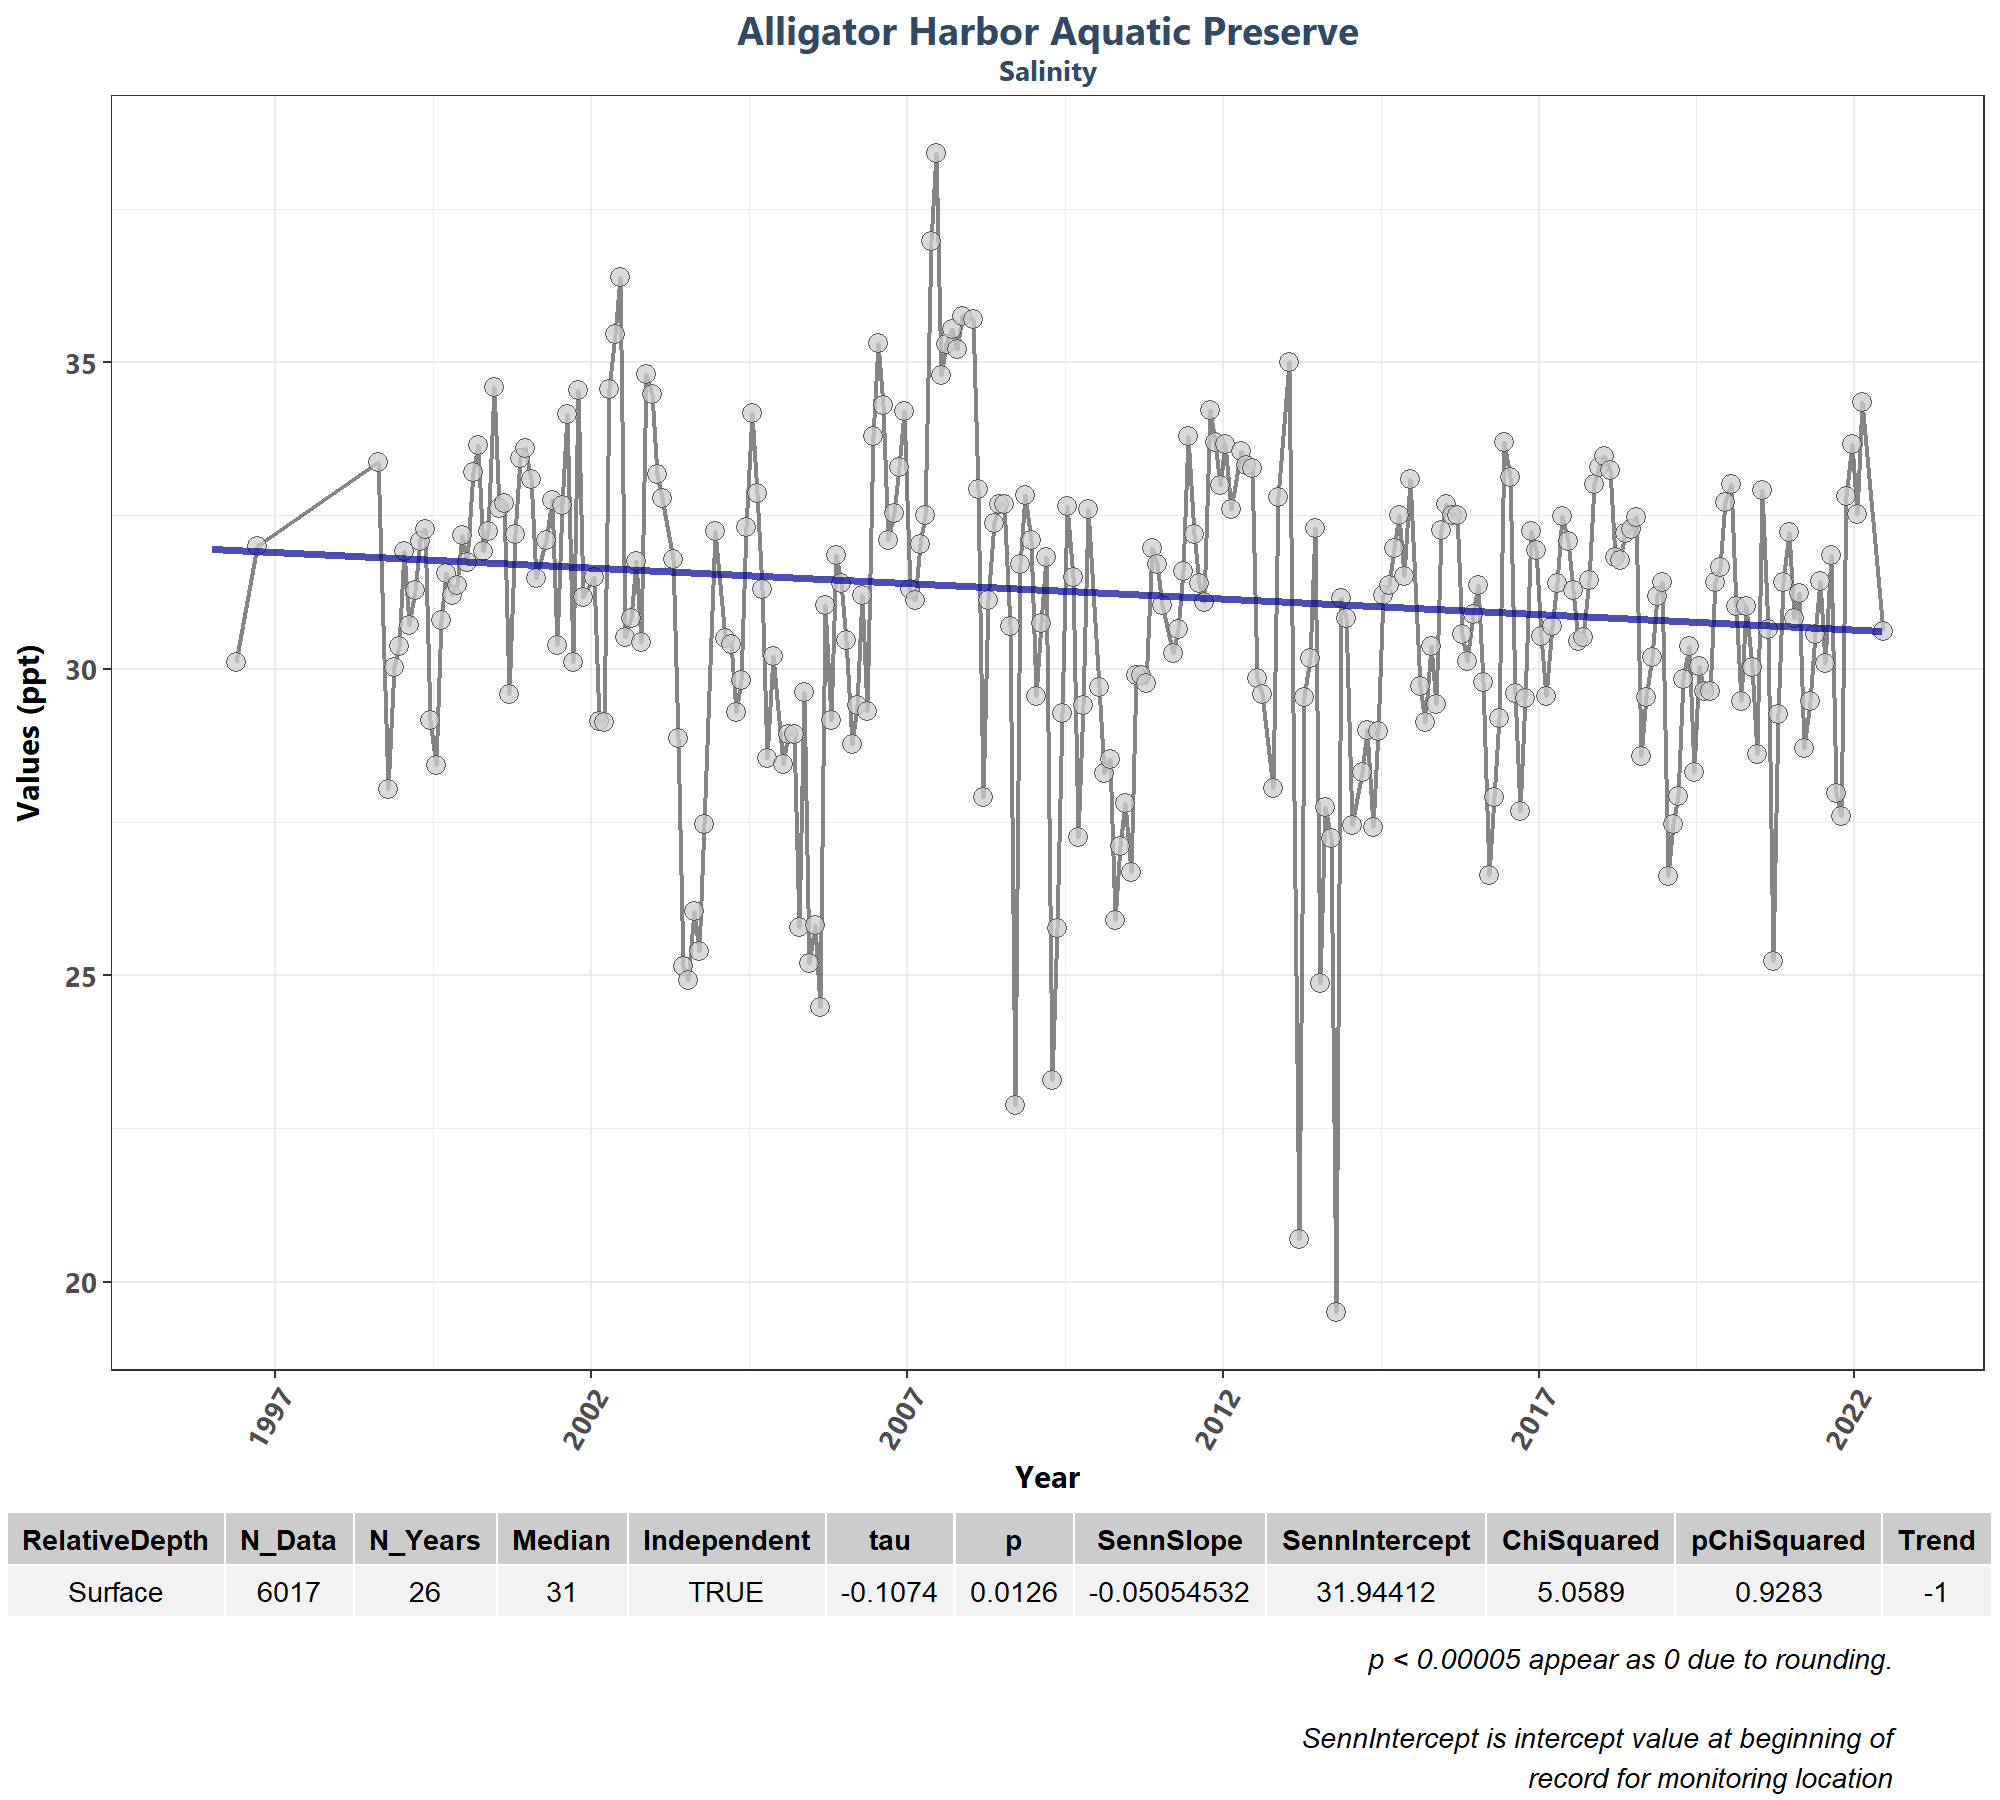 Alligator Harbor Aquatic Preserve
Salinity
Values (ppt)
35
30
25
20
1997
2002
2007
2012
2017
2022
Year
RelativeDepth N_Data N_Years Median Independent tau p SennSlope SennIntercept ChiSquared pChiSquared Trend
Surface 6017 26 31 TRUE -0.1074 0.0126 -0.05054532 31.94412 5.0589 0.9283 -1
p < 0.00005 appear as 0 due to rounding.
SennIntercept is intercept value at beginning of
record for monitoring location